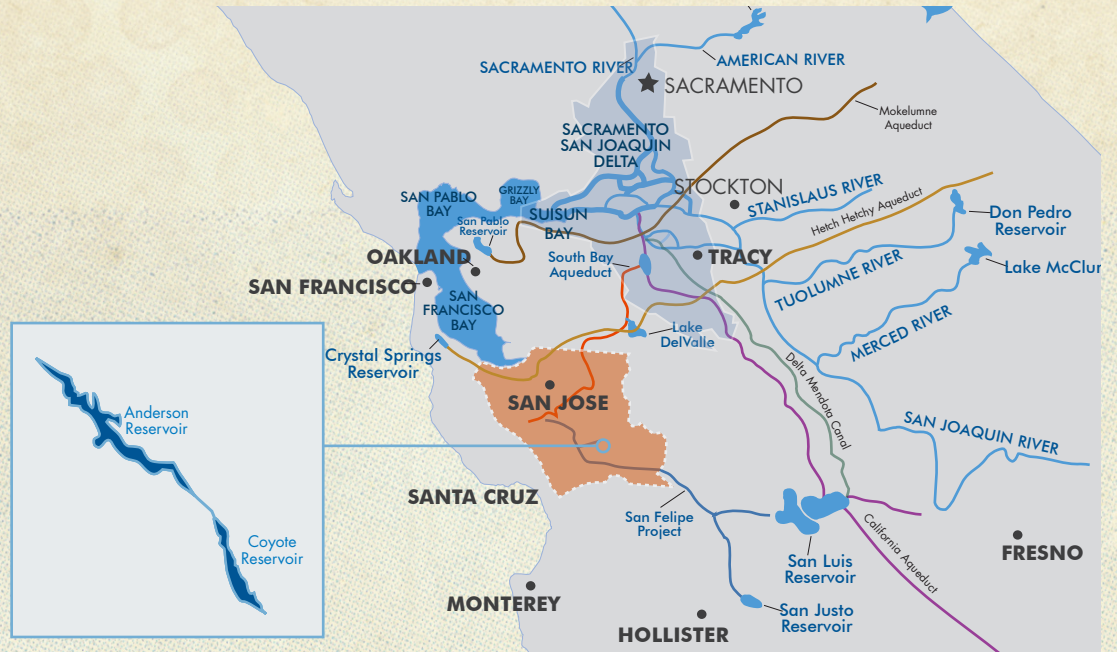 SACRAMENTO RIVER
AMERICAN RIVER
SACRAMENTO
Mokelumne
Aqueduct
SACRAMENTO
SAN JOAQUIN
DELTA
STOCKTON
STANISLAUS RIVER
Hetch Hetchy Aqueduct
Don Pedro
Reservoir
GRIZZLY
BAY
SAN PABLO
BAY
San Pablo
Reservoir
SUISUN
BAY
OAKLAND
South Bay
Aqueduct
TRACY
TUOLUMNE RIVER
Lake McClur
SAN FRANCISCO
SAN
FRANCISCO
BAY
Lake
DelValle
MERCED RIVER
Crystal Springs
Reservoir
Delta Mendota Canal
SAN JOSE
SAN JOAQUIN RIVER
Anderson
Reservoir
SANTA CRUZ
San Felipe
Project
California Aqueduct
Coyote
Reservoir
San Luis
Reservoir
FRESNO
MONTEREY
San Justo
Reservoir
HOLLISTER